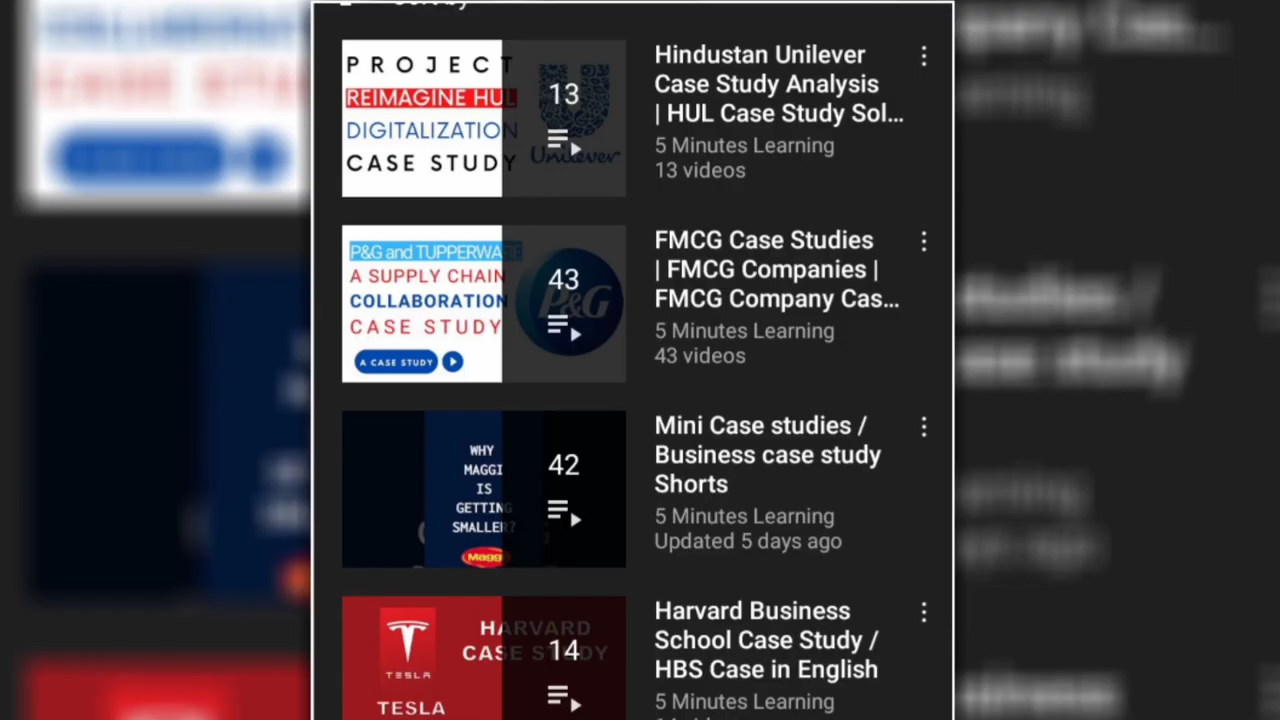 PROJECT
REIMAGINE HUL
DIGITALIZATION
CASE STUDY
Unilever
13
Hindustan Unilever
Case Study Analysis
| HUL Case Study Sol...
5 Minutes Learning
13 videos
P&G and TUPPERWARE
A SUPPLY CHAIN
COLLABORATION
CASE STUDY
A CASE STUDY
P&G
43
FMCG Case Studies
| FMCG Companies |
FMCG Company Cas...
5 Minutes Learning
43 videos
WHY
MAGGI
IS
GETTING
SMALLER?
Maggi
42
Mini Case studies /
Business case study
Shorts
5 Minutes Learning
Updated 5 days ago
TESLA
TESLA
HARVARD
CASE STUDY
14
Harvard Business
School Case Study /
HBS Case in English
5 Minutes Learning